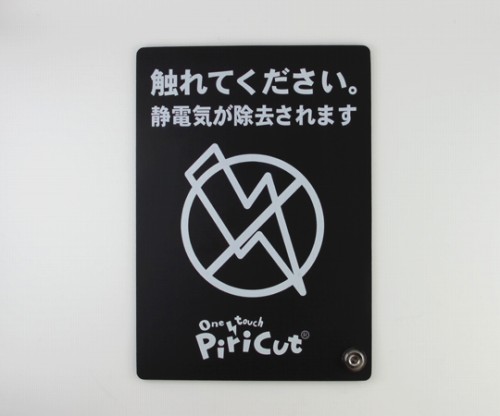 触れてください。
静電気が除去されます
One touch
PiriCut®